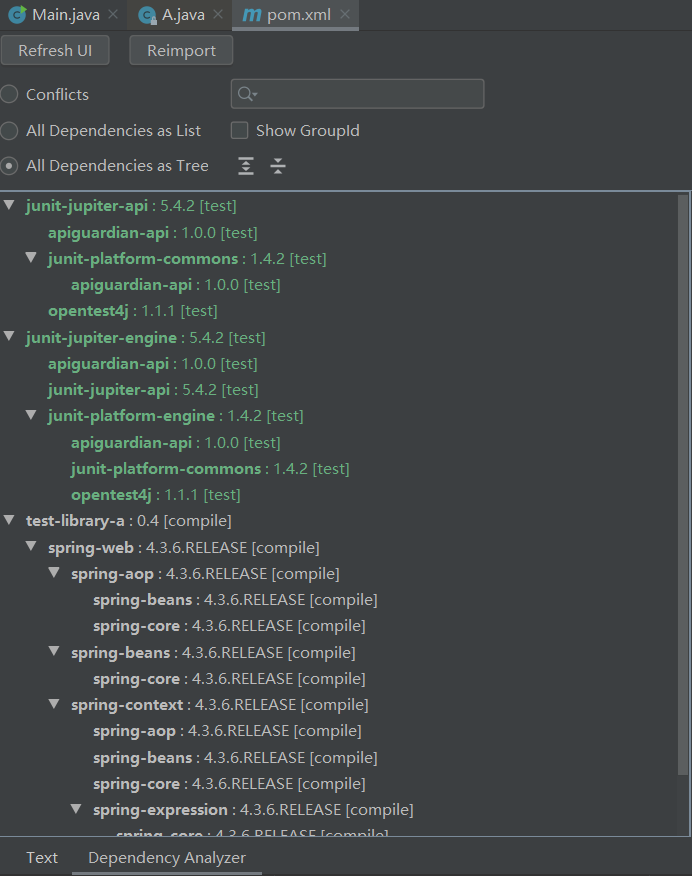 Main.java A.java pom.xml
Refresh UI Reimport
Conflicts
All Dependencies as List Show GroupId
All Dependencies as Tree
junit-jupiter-api : 5.4.2 [test]
apiguardian-api : 1.0.0 [test]
junit-platform-commons : 1.4.2 [test]
apiguardian-api : 1.0.0 [test]
opentest4j : 1.1.1 [test]
junit-jupiter-engine : 5.4.2 [test]
apiguardian-api : 1.0.0 [test]
junit-jupiter-api : 5.4.2 [test]
junit-platform-engine : 1.4.2 [test]
apiguardian-api : 1.0.0 [test]
junit-platform-commons : 1.4.2 [test]
opentest4j : 1.1.1 [test]
test-library-a : 0.4 [compile]
spring-web : 4.3.6.RELEASE [compile]
spring-aop : 4.3.6.RELEASE [compile]
spring-beans : 4.3.6.RELEASE [compile]
spring-core : 4.3.6.RELEASE [compile]
spring-beans : 4.3.6.RELEASE [compile]
spring-core : 4.3.6.RELEASE [compile]
spring-context : 4.3.6.RELEASE [compile]
spring-aop : 4.3.6.RELEASE [compile]
spring-beans : 4.3.6.RELEASE [compile]
spring-core : 4.3.6.RELEASE [compile]
spring-expression : 4.3.6.RELEASE [compile]
spring-core : 4.3.6.RELEASE [compile]
Text Dependency Analyzer